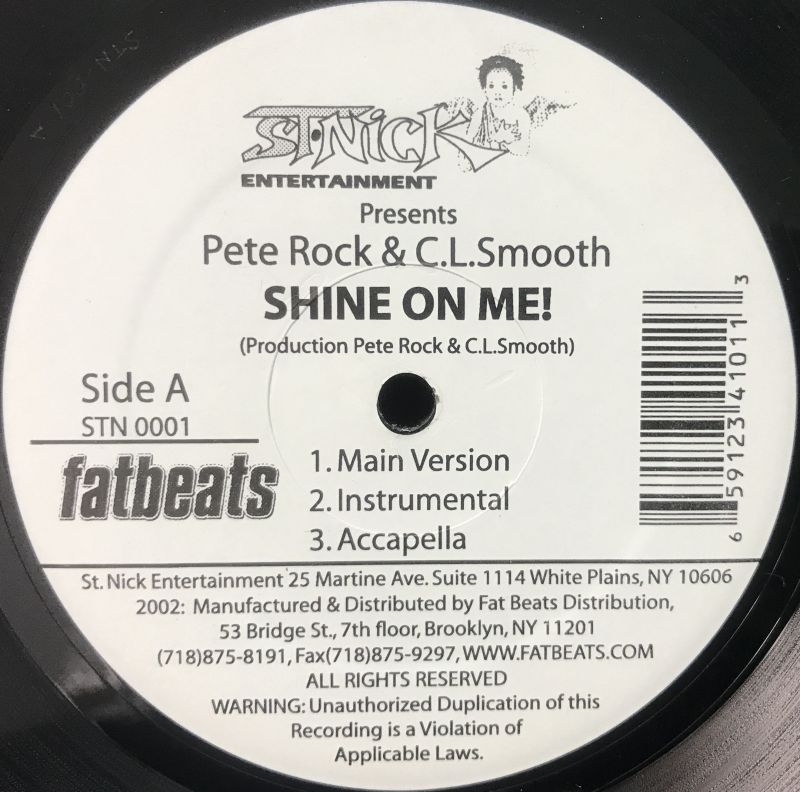 ST.NICK
ENTERTAINMENT
Presents
Pete Rock & C.L.Smooth
SHINE ON ME!
(Production Pete Rock & C.L.Smooth)
Side A
STN 0001
fatbeats
1. Main Version
2. Instrumental
3. Accapella
6 59123 41011 3
St. Nick Entertainment 25 Martine Ave. Suite 1114 White Plains, NY 10606
2002: Manufactured & Distributed by Fat Beats Distribution,
53 Bridge St., 7th floor, Brooklyn, NY 11201
(718)875-8191, Fax(718)875-9297, WWW.FATBEATS.COM
ALL RIGHTS RESERVED
WARNING: Unauthorized Duplication of this
Recording is a Violation of
Applicable Laws.